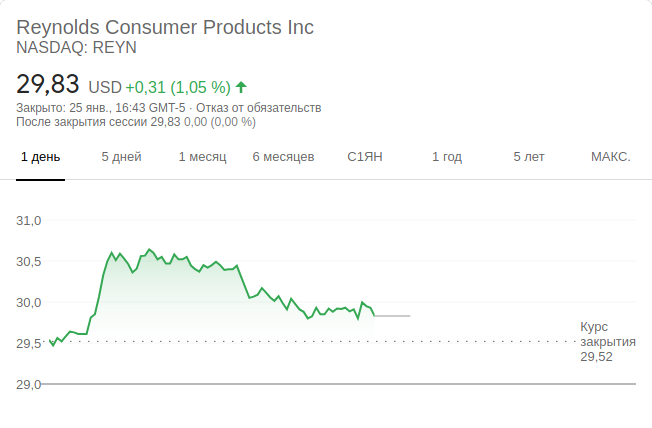 Reynolds Consumer Products Inc
NASDAQ: REYN
29,83 USD +0,31 (1,05 %)
Закрыто: 25 янв., 16:43 GMT-5 · Отказ от обязательств
После закрытия сессии 29,83 0,00 (0,00 %)
1 день 5 дней 1 месяц 6 месяцев С1ЯН 1 год 5 лет МАКС.
31,0
30,5
30,0
29,5
29,0
Курс
закрытия
29,52